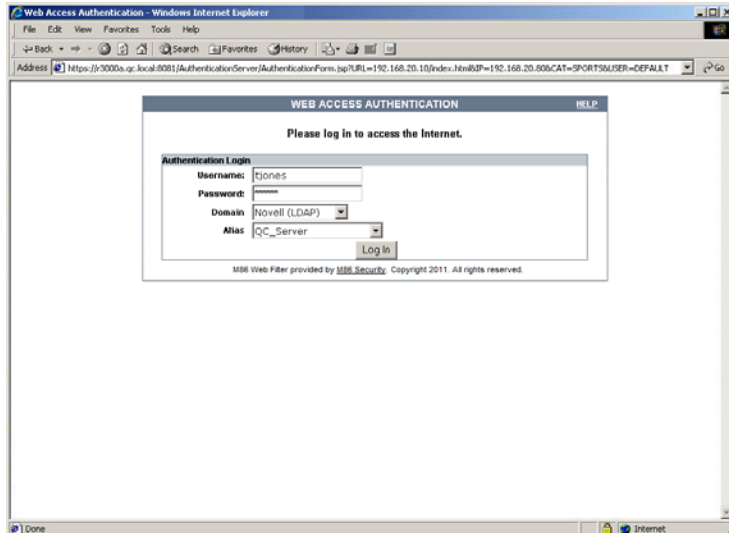 Web Access Authentication - Windows Internet Explorer
File Edit View Favorites Tools Help
Back Search Favorites History
Address https://r3000a.qc.local:8081/AuthenticationServer/AuthenticationForm.jsp?URL=192.168.20.10/index.html&IP=192.168.20.80&CAT=SPORTS&USER=DEFAULT Go
WEB ACCESS AUTHENTICATION HELP
Please log in to access the Internet.
Authentication Login
Username: tjones
Password:
Domain Novell (LDAP)
Alias QC_Server
Log In
M86 Web Filter provided by M86 Security. Copyright 2011. All rights reserved.
Done Internet